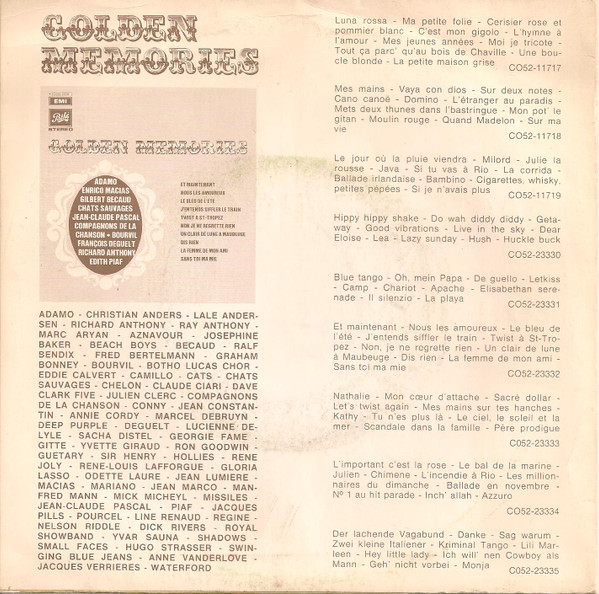 GOLDEN
MEMORIES
EMI
Pathé
STEREO
GOLDEN MEMORIES
ADAMO
ENRICO MACIAS
GILBERT BECAUD
CHATS SAUVAGES
JEAN-CLAUDE PASCAL
COMPAGNONS DE LA
CHANSON • BOURVIL
FRANÇOIS DEGUELT
RICHARD ANTHONY
EDITH PIAF
ET MAINTENANT
NOUS LES AMOUREUX
LE BLEU DE L'ETE
J'ENTENDS SIFFLER LE TRAIN
TWIST A ST-TROPEZ
NON JE NE REGRETTE RIEN
UN CLAIR DE LUNE A MAUBEUGE
DIS RIEN
LA FEMME DE MON AMI
SANS TOI MA MIE
ADAMO - CHRISTIAN ANDERS - LALE ANDER-
SEN - RICHARD ANTHONY - RAY ANTHONY -
MARC ARYAN - AZNAVOUR - JOSEPHINE
BAKER - BEACH BOYS - BECAUD - RALF
BENDIX - FRED BERTELMANN - GRAHAM
BONNEY - BOURVIL - BOTHO LUCAS CHOR -
EDDIE CALVERT - CAMILLO - CATS - CHATS
SAUVAGES - CHELON - CLAUDE CIARI - DAVE
CLARK FIVE - JULIEN CLERC - COMPAGNONS
DE LA CHANSON - CONNY - JEAN CONSTAN-
TIN - ANNIE CORDY - MARCEL DEBRUYN -
DEEP PURPLE - DEGUELT - LUCIENNE DE-
LYLE - SACHA DISTEL - GEORGIE FAME -
GITTE - YVETTE GIRAUD - RON GOODWIN -
GUETARY - SIR HENRY - HOLLIES - RENE
JOLY - RENE-LOUIS LAFFORGUE - GLORIA
LASSO - ODETTE LAURE - JEAN LUMIERE -
MACIAS - MARIANO - JEAN MARCO - MAN-
FRED MANN - MICK MICHEYL - MISSILES -
JEAN-CLAUDE PASCAL - PIAF - JACQUES
PILLS - POURCEL - LINE RENAUD - REGINE -
NELSON RIDDLE - DICK RIVERS - ROYAL
SHOWBAND - YVAR SAUNA - SHADOWS -
SMALL FACES - HUGO STRASSER - SWIN-
GING BLUE JEANS - ANNE VANDERLOVE -
JACQUES VERRIERES - WATERFORD
Luna rossa - Ma petite folie - Cerisier rose et
pommier blanc - C'est mon gigolo - L'hymne à
l'amour - Mes jeunes années - Moi je tricote -
Tout ça parc' qu'au bois de Chaville - Une bou-
cle blonde - La petite maison grise
CO52-11717
Mes mains - Vaya con dios - Sur deux notes -
Cano canoë - Domino - L'étranger au paradis -
Mets deux thunes dans l'bastringue - Mon pot' le
gitan - Moulin rouge - Quand Madelon - Sur ma
vie
CO52-11718
Le jour où la pluie viendra - Milord - Julie la
rousse - Java - Si tu vas à Rio - La corrida -
Ballade irlandaise - Bambino - Cigarettes, whisky,
petites pépées - Si je n'avais plus
CO52-11719
Hippy hippy shake - Do wah diddy diddy - Geta-
way - Good vibrations - Live in the sky - Dear
Eloise - Lea - Lazy sunday - Hush - Huckle buck
CO52-23330
Blue tango - Oh, mein Papa - De guello - Letkiss
- Camp - Chariot - Apache - Elisabethan sere-
nade - Il silenzio - La playa
CO52-23331
Et maintenant - Nous les amoureux - Le bleu de
l'été - J'entends siffler le train - Twist à St-Tro-
pez - Non, je ne regrette rien - Un clair de lune
à Maubeuge - Dis rien - La femme de mon ami -
Sans toi ma mie
CO52-23332
Nathalie - Mon cœur d'attache - Sacré dollar -
Let's twist again - Mes mains sur tes hanches -
Kathy - Tu n'es plus là - Le ciel, le soleil et la
mer - Scandale dans la famille - Père prodigue
C052-23333
L'important c'est la rose - Le bal de la marine -
Julien - Chimene - L'incendie à Rio - Les million-
naires du dimanche - Ballade en novembre -
N° 1 au hit parade - Inch' allah - Azzuro
CO52-23334
Der lachende Vagabund - Danke - Sag warum -
Zwei kleine Italiener - Kriminal Tango - Lili Mar-
leen - Hey little lady - Ich will' nen Cowboy als
Mann - Geh' nicht vorbei - Monja
CO52-23335